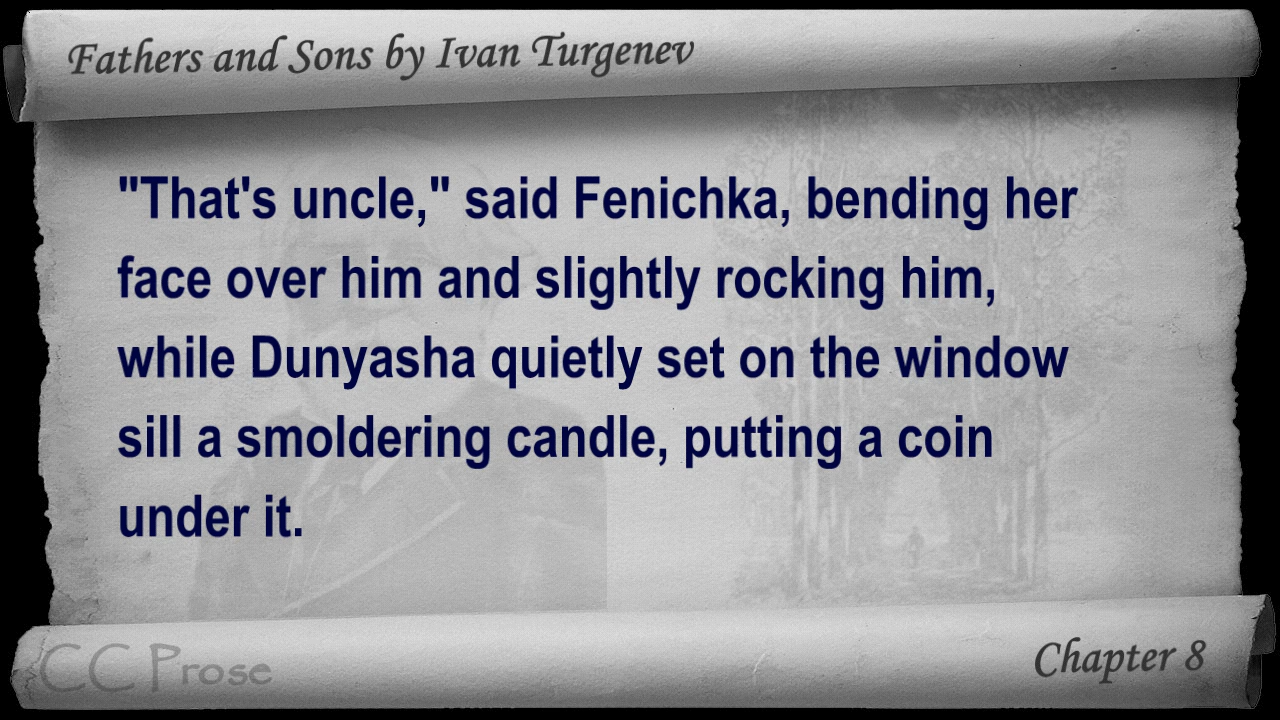 Fathers and Sons by Ivan Turgenev
"That's uncle," said Fenichka, bending her
face over him and slightly rocking him,
while Dunyasha quietly set on the window
sill a smoldering candle, putting a coin
under it.
CC Prose
Chapter 8